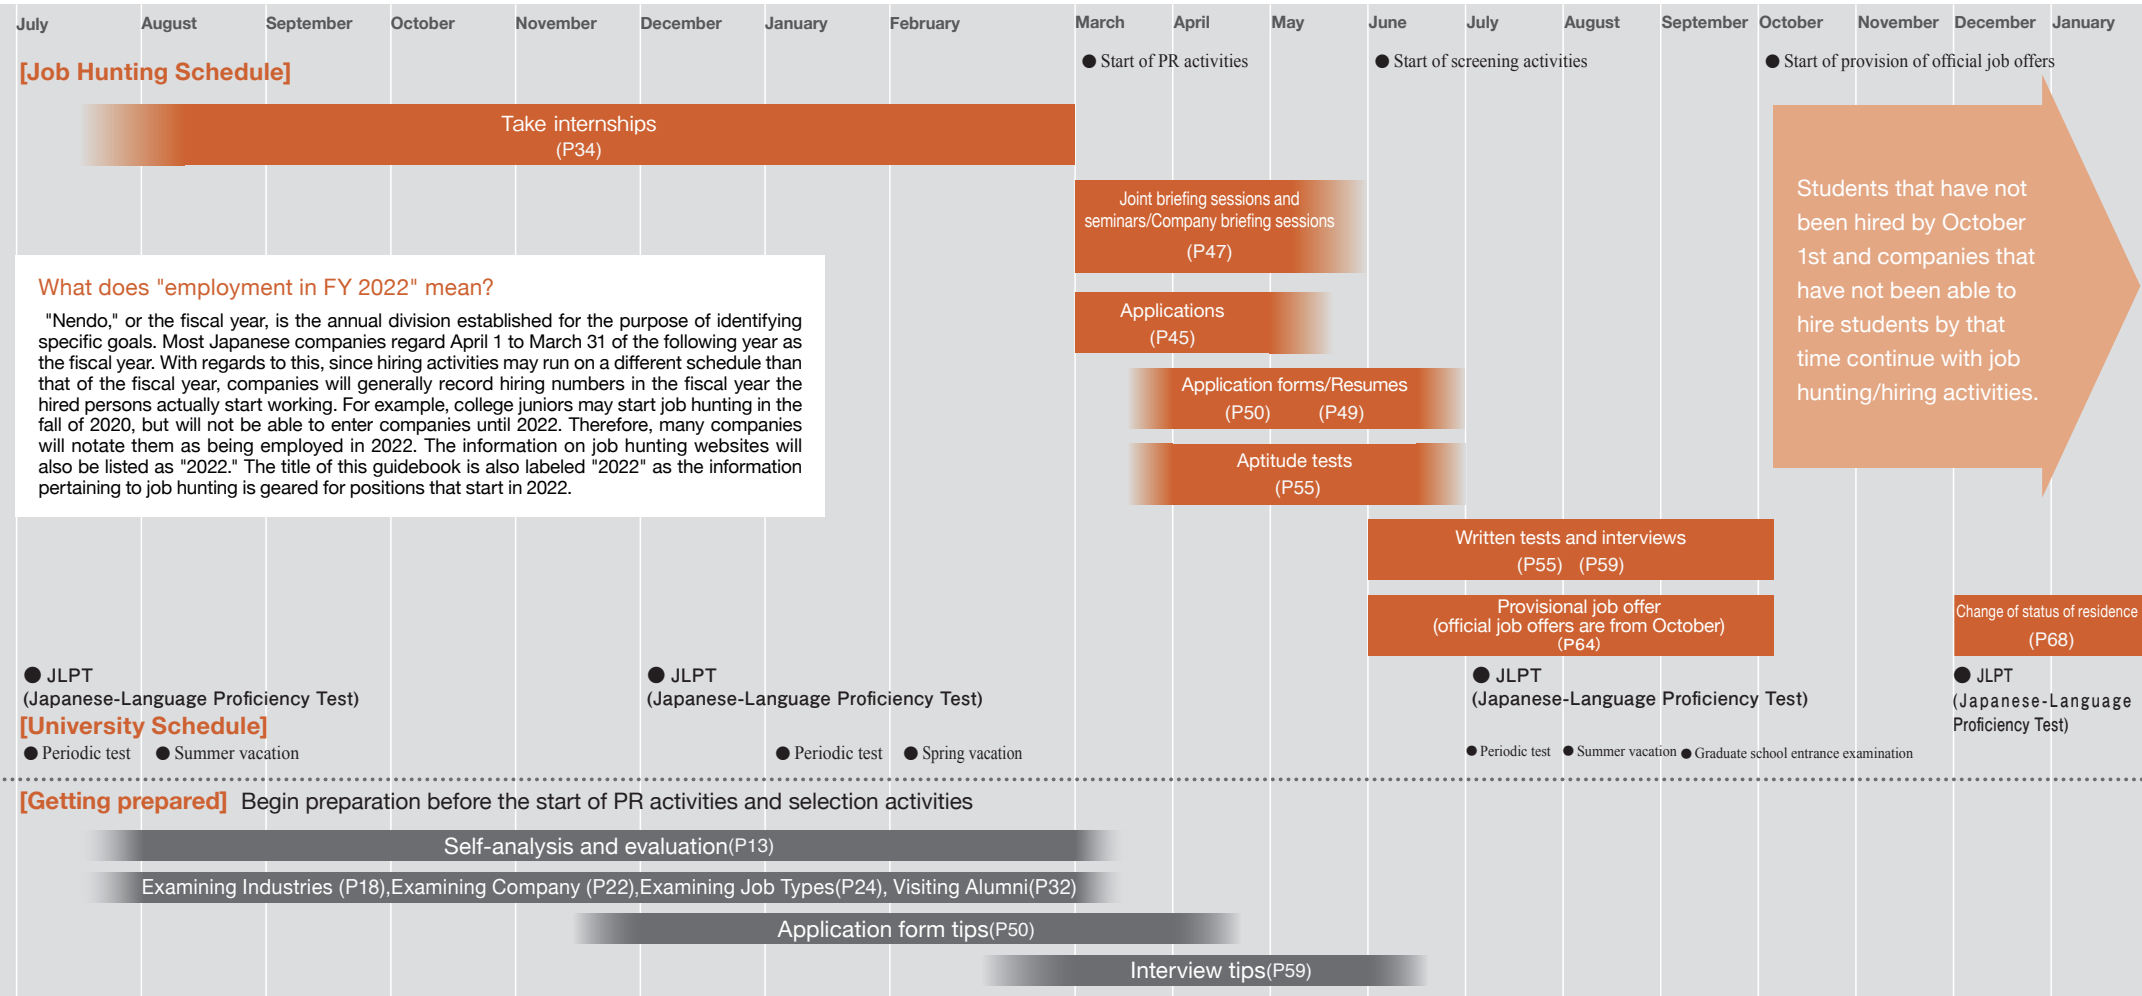 July August September October November December January February March April May June July August September October November December January
● Start of PR activities ● Start of screening activities ● Start of provision of official job offers
[Job Hunting Schedule]
Take internships
(P34)
Joint briefing sessions and
seminars/Company briefing sessions
(P47)
Students that have not
been hired by October
1st and companies that
have not been able to
hire students by that
time continue with job
hunting/hiring activities.
What does "employment in FY 2022" mean?
"Nendo," or the fiscal year, is the annual division established for the purpose of identifying
specific goals. Most Japanese companies regard April 1 to March 31 of the following year as
the fiscal year. With regards to this, since hiring activities may run on a different schedule than
that of the fiscal year, companies will generally record hiring numbers in the fiscal year the
hired persons actually start working. For example, college juniors may start job hunting in the
fall of 2020, but will not be able to enter companies until 2022. Therefore, many companies
will notate them as being employed in 2022. The information on job hunting websites will
also be listed as "2022." The title of this guidebook is also labeled "2022" as the information
pertaining to job hunting is geared for positions that start in 2022.
Applications
(P45)
Application forms/Resumes
(P50) (P49)
Aptitude tests
(P55)
Written tests and interviews
(P55) (P59)
Provisional job offer
(official job offers are from October)
(P64)
Change of status of residence
(P68)
● JLPT
(Japanese-Language Proficiency Test)
● JLPT
(Japanese-Language Proficiency Test)
● JLPT
(Japanese-Language Proficiency Test)
● JLPT
(Japanese-Language
Proficiency Test)
[University Schedule]
● Periodic test ● Summer vacation ● Periodic test ● Spring vacation ● Periodic test ● Summer vacation ● Graduate school entrance examination
[Getting prepared] Begin preparation before the start of PR activities and selection activities
Self-analysis and evaluation(P13)
Examining Industries (P18),Examining Company (P22),Examining Job Types(P24), Visiting Alumni(P32)
Application form tips(P50)
Interview tips(P59)